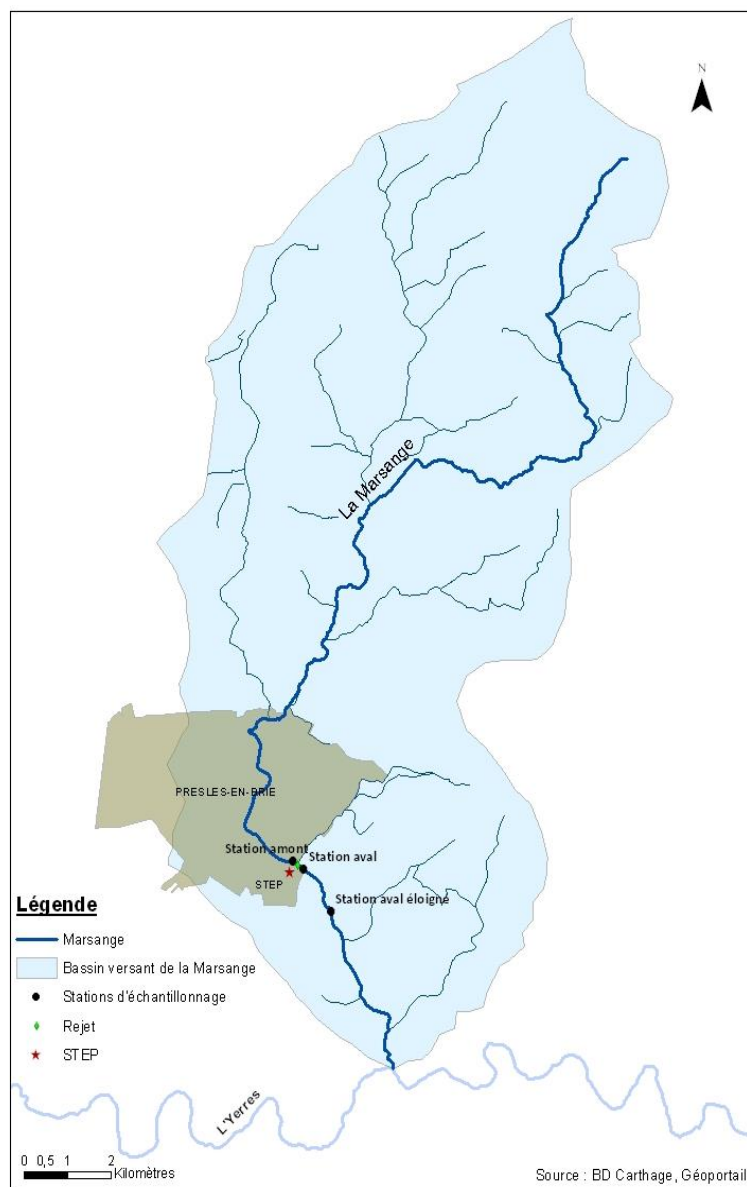 N
La Marsange
PRESLES-EN-BRIE
Station amont
Station aval
STEP
Station aval éloigné
Légende
Marsange
Bassin versant de la Marsange
Stations d'échantillonnage
Rejet
STEP
L'Yerres
0 0,5 1 2
Kilomètres
Source : BD Carthage, Géoportail